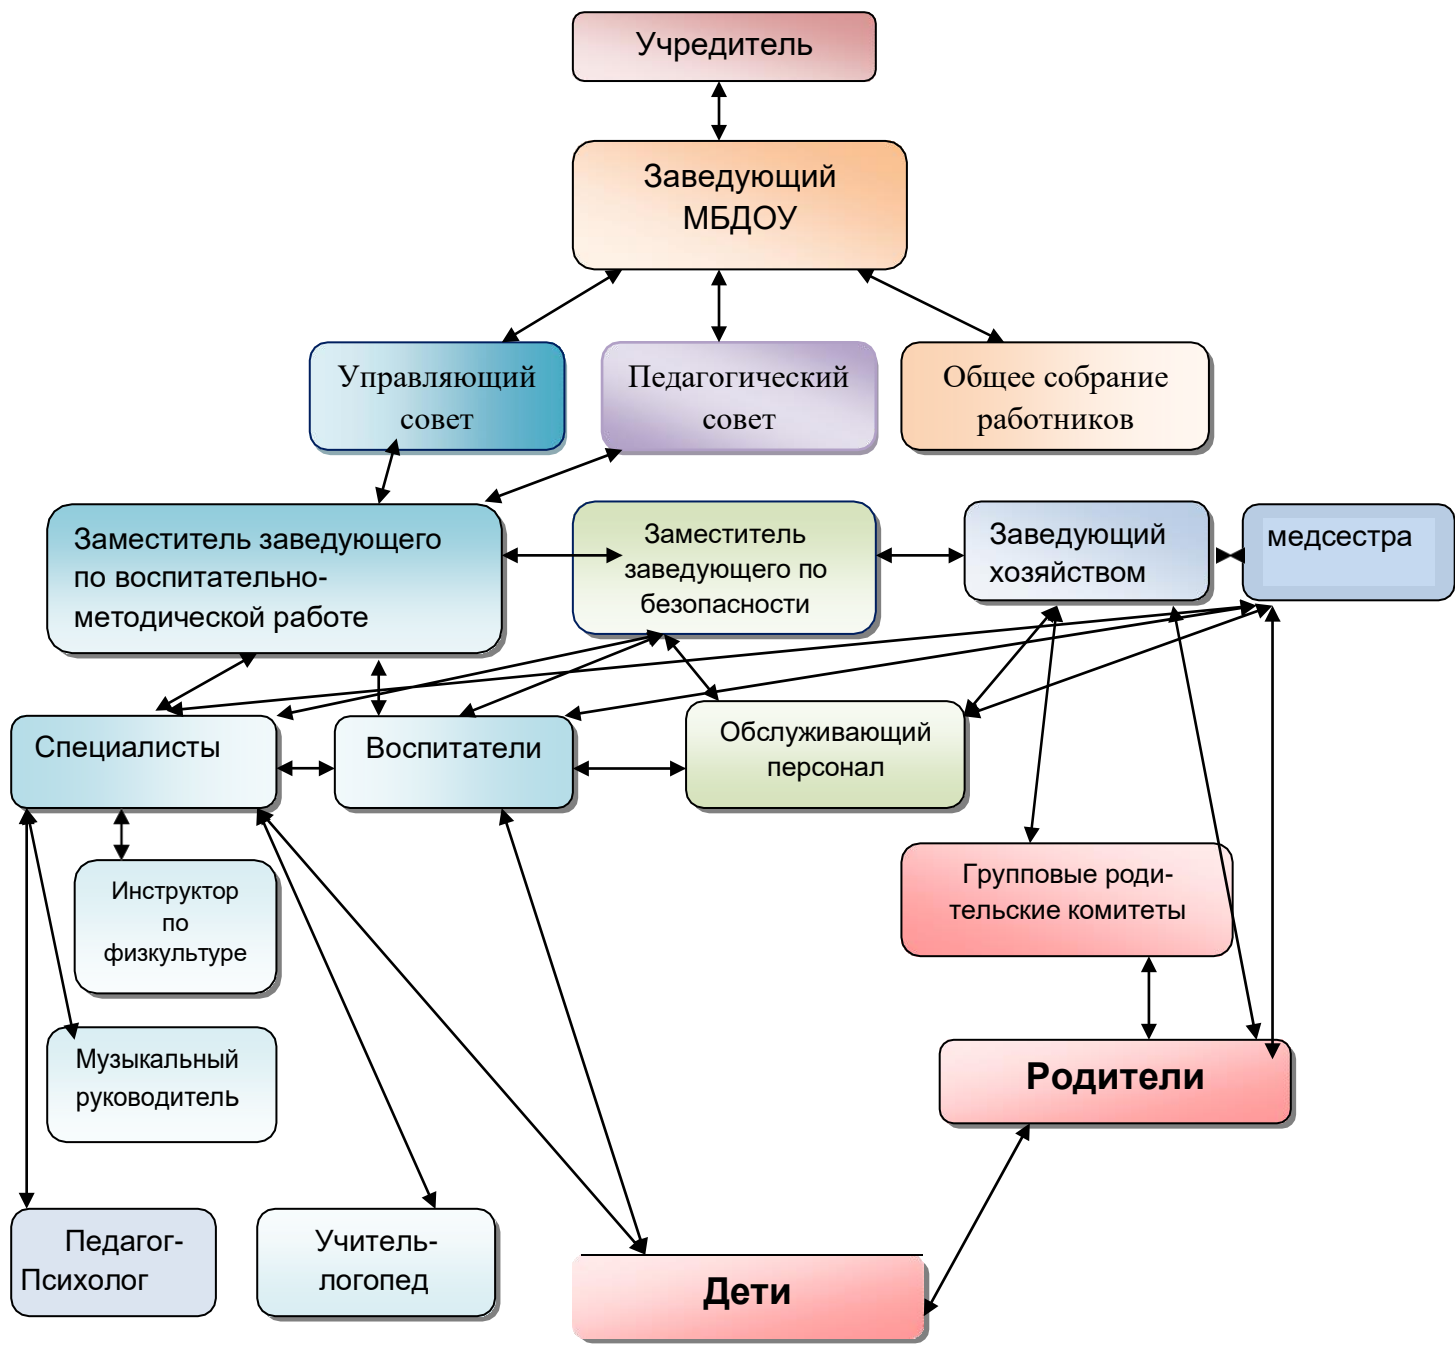 Учредитель
Заведующий
МБДОУ
Управляющий
совет
Педагогический
совет
Общее собрание
работников
Заместитель заведующего
по воспитательно-
методической работе
Заместитель
заведующего по
безопасности
Заведующий
хозяйством
медсестра
Специалисты
Воспитатели
Обслуживающий
персонал
Инструктор
по
физкультуре
Групповые роди-
тельские комитеты
Музыкальный
руководитель
Родители
Педагог-
Психолог
Учитель-
логопед
Дети